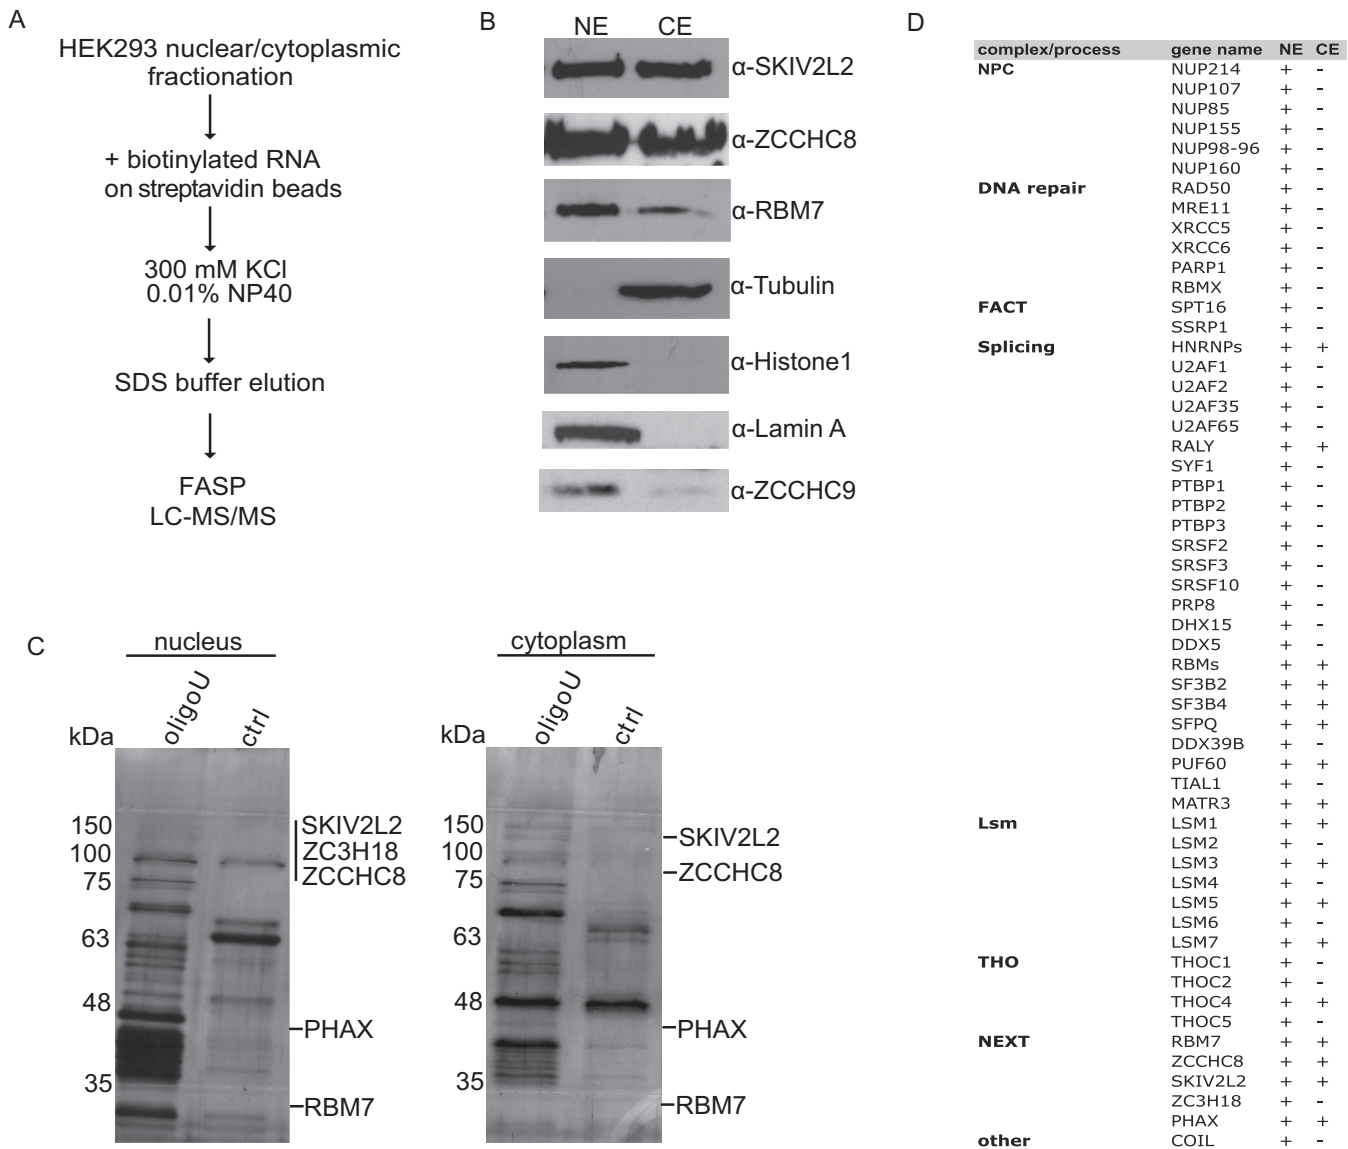 A
HEK293 nuclear/cytoplasmic
fractionation
+ biotinylated RNA
on streptavidin beads
300 mM KCl
0.01% NP40
SDS buffer elution
FASP
LC-MS/MS
B
NE CE
α-SKIV2L2
α-ZCCHC8
α-RBM7
α-Tubulin
α-Histone1
α-Lamin A
α-ZCCHC9
C
nucleus
kDa oligoU ctrl
150
100
75
63
48
35
SKIV2L2
ZC3H18
ZCCHC8
PHAX
RBM7
cytoplasm
kDa oligoU ctrl
150
100
75
63
48
35
SKIV2L2
ZCCHC8
PHAX
RBM7
D
complex/process gene name NE CE
NPC NUP214 + -
NUP107 + -
NUP85 + -
NUP155 + -
NUP98-96 + -
NUP160 + -
DNA repair RAD50 + -
MRE11 + -
XRCC5 + -
XRCC6 + -
PARP1 + -
RBMX + -
FACT SPT16 + -
SSRP1 + -
Splicing HNRNPs + +
U2AF1 + -
U2AF2 + -
U2AF35 + -
U2AF65 + -
RALY + +
SYF1 + -
PTBP1 + -
PTBP2 + -
PTBP3 + -
SRSF2 + -
SRSF3 + -
SRSF10 + -
PRP8 + -
DHX15 + -
DDX5 + -
RBMs + +
SF3B2 + +
SF3B4 + +
SFPQ + +
DDX39B + -
PUF60 + +
TIAL1 + -
MATR3 + +
Lsm LSM1 + +
LSM2 + -
LSM3 + +
LSM4 + -
LSM5 + +
LSM6 + -
LSM7 + +
THO THOC1 + -
THOC2 + -
THOC4 + +
THOC5 + -
NEXT RBM7 + +
ZCCHC8 + +
SKIV2L2 + +
ZC3H18 + -
PHAX + +
other COIL + -